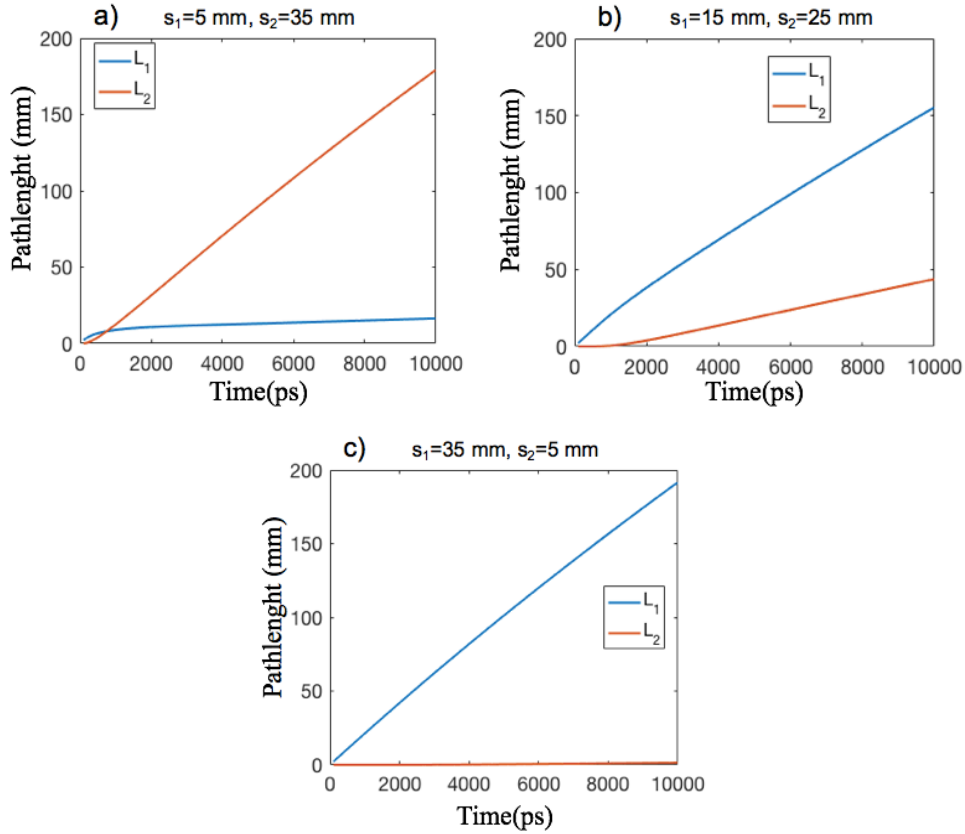 a) s₁=5 mm, s₂=35 mm
200
150
100
50
0
Pathlenght (mm)
L₁
L₂
0 2000 4000 6000 8000 10000
Time(ps)
b) s₁=15 mm, s₂=25 mm
200
150
100
50
0
Pathlenght (mm)
L₁
L₂
0 2000 4000 6000 8000 10000
Time(ps)
c) s₁=35 mm, s₂=5 mm
200
150
100
50
0
Pathlenght (mm)
L₁
L₂
0 2000 4000 6000 8000 10000
Time(ps)